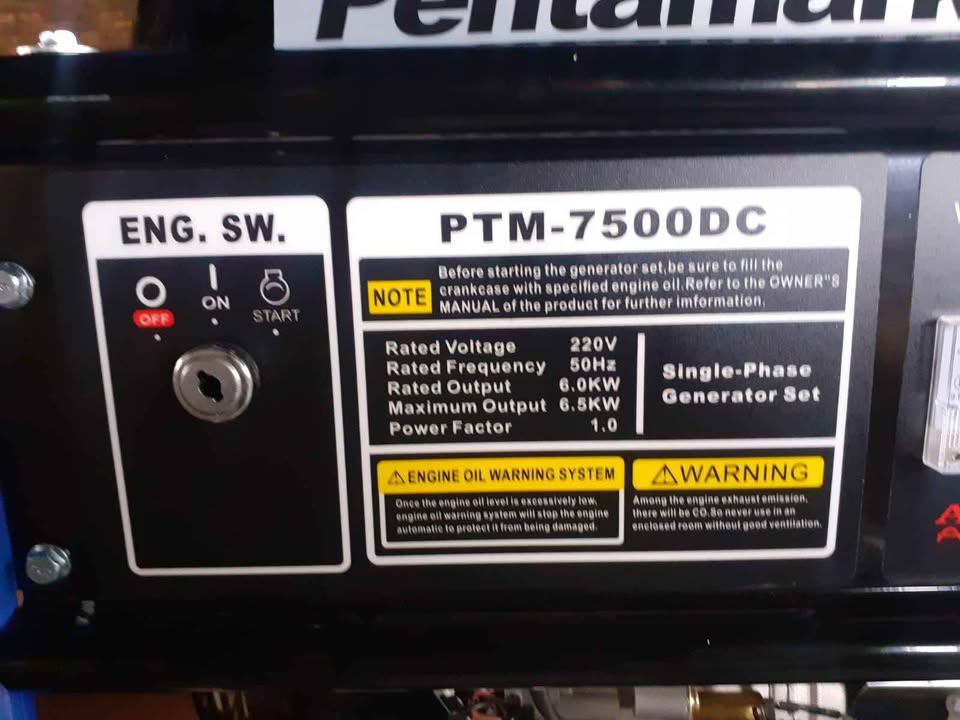 Pentamark
ENG. SW.
OFF
ON
START
PTM-7500DC
NOTE
Before starting the generator set,be sure to fill the
crankcase with specified engine oil.Refer to the OWNER"S
MANUAL of the product for further imformation.
Rated Voltage 220V
Rated Frequency 50Hz
Rated Output 6.0KW
Maximum Output 6.5KW
Power Factor 1.0
Single-Phase
Generator Set
⚠ENGINE OIL WARNING SYSTEM
Once the engine oil level is excessively low,
engine oil warning system will stop the engine
automatic to protect it from being damaged.
⚠WARNING
Among the engine exhaust emission,
there will be CO.So never use in an
enclosed room without good ventilation.